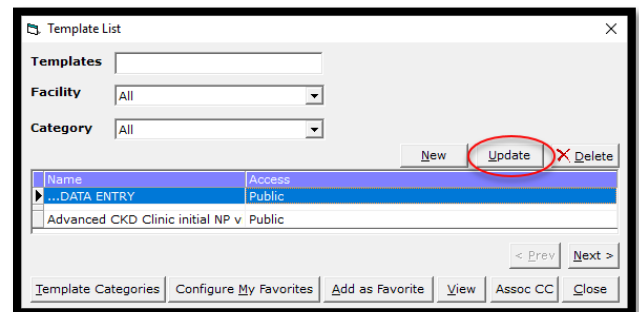 Template List
Templates
Facility All
Category All
New Update Delete
Name Access
...DATA ENTRY Public
Advanced CKD Clinic initial NP v Public
< Prev Next >
Template Categories Configure My Favorites Add as Favorite View Assoc CC Close